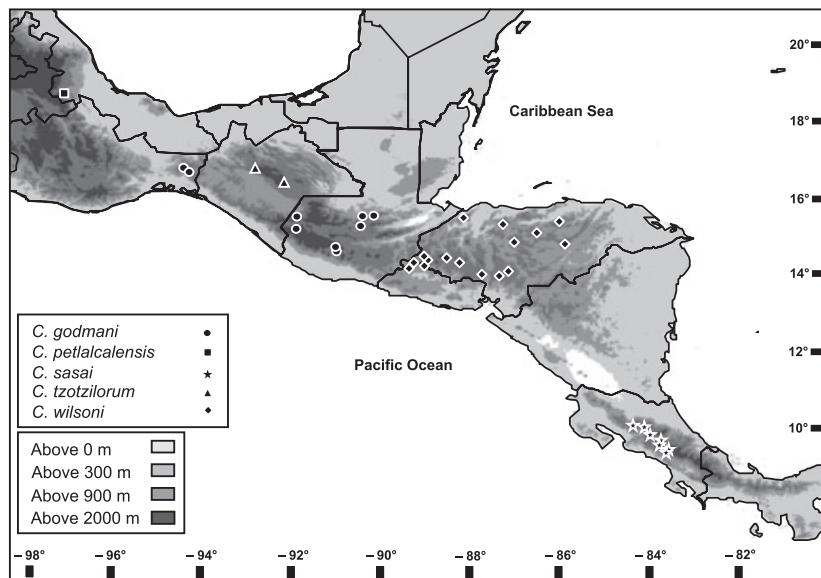 20°
Caribbean Sea
18°
16°
14°
C. godmani
C. petlalcalensis
C. sasai
C. tzotzilorum
C. wilsoni
Pacific Ocean
12°
Above 0 m
Above 300 m
Above 900 m
Above 2000 m
10°
−98° −96° −94° −92° −90° −88° −86° −84° −82°